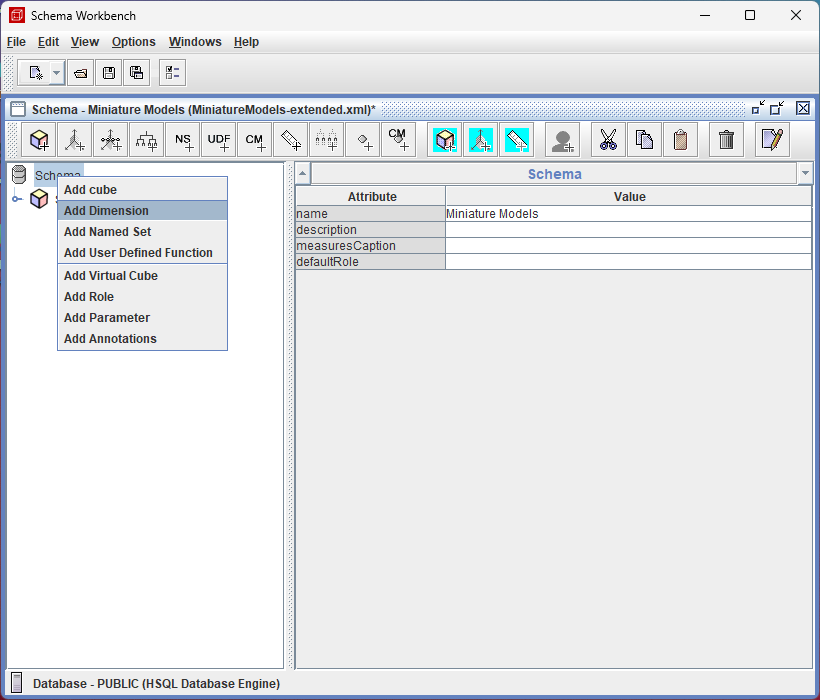 Schema Workbench
File Edit View Options Windows Help
Schema - Miniature Models (MiniatureModels-extended.xml)*
NS UDF CM CM
Schema
Add cube
Add Dimension
Add Named Set
Add User Defined Function
Add Virtual Cube
Add Role
Add Parameter
Add Annotations
Schema
Attribute Value
name Miniature Models
description
measuresCaption
defaultRole
Database - PUBLIC (HSQL Database Engine)